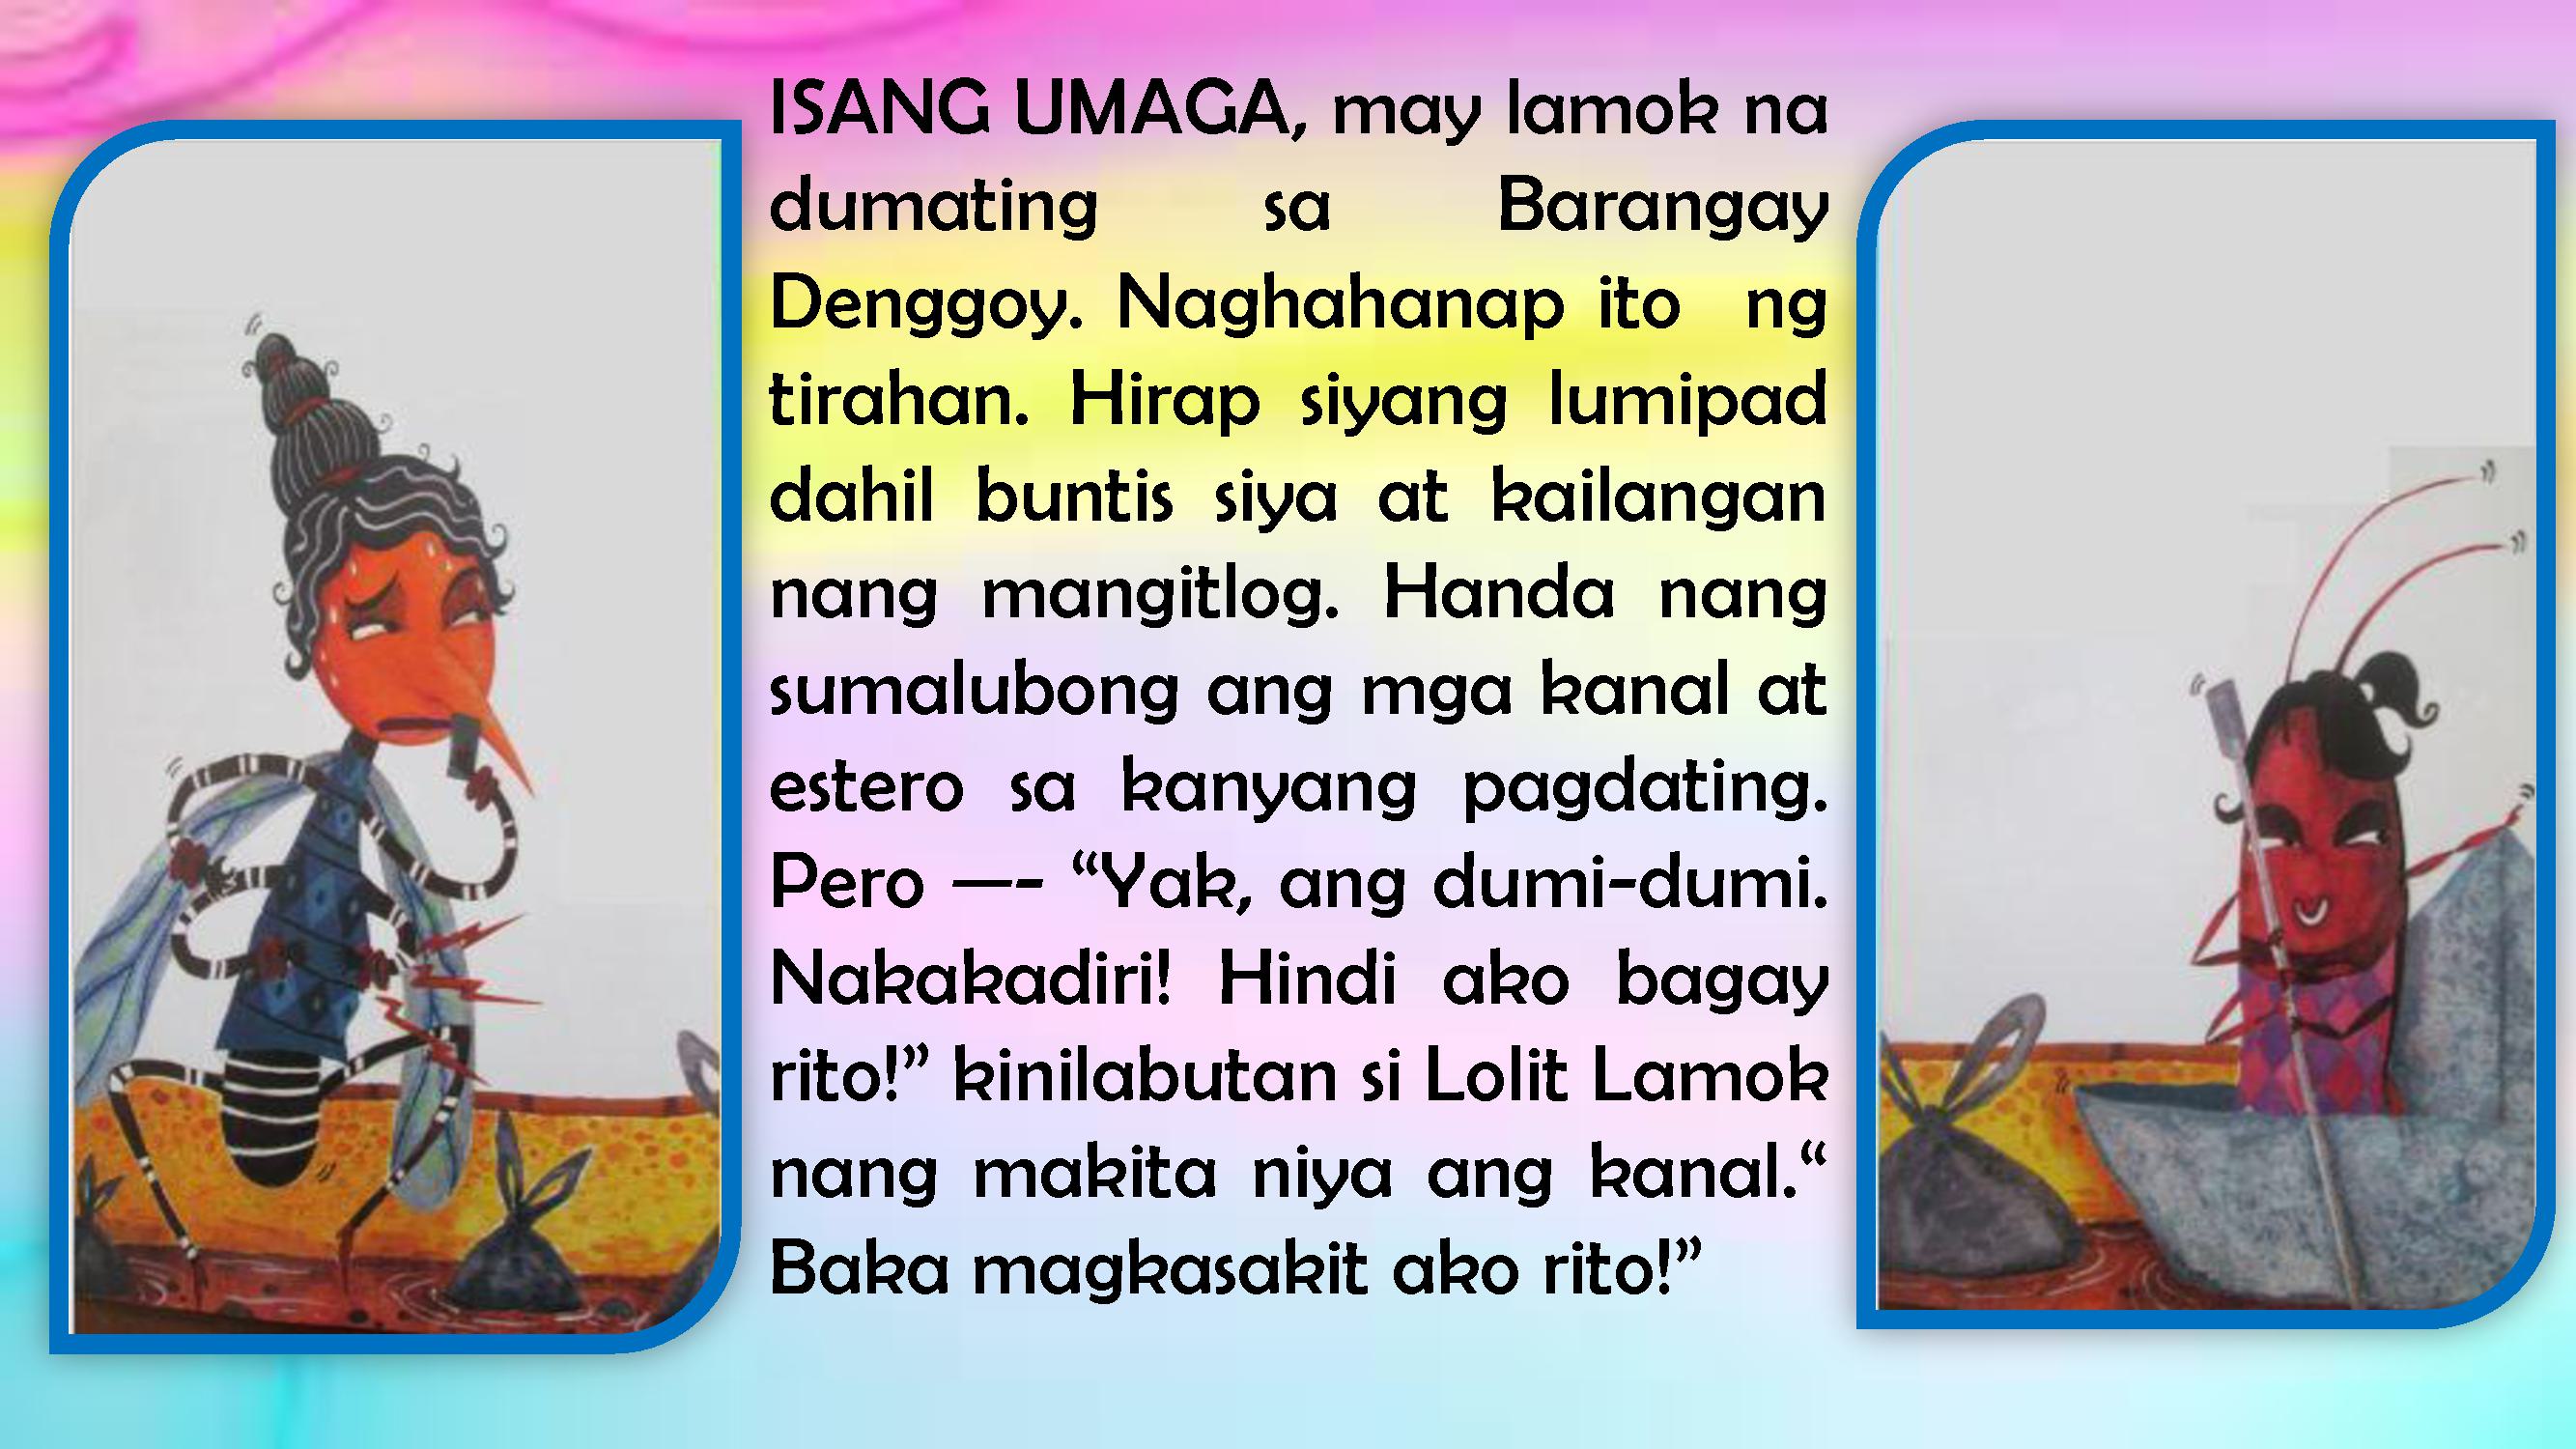 ISANG UMAGA, may lamok na
dumating sa Barangay
Denggoy. Naghahanap ito ng
tirahan. Hirap siyang lumipad
dahil buntis siya at kailangan
nang mangitlog. Handa nang
sumalubong ang mga kanal at
estero sa kanyang pagdating.
Pero —- “Yak, ang dumi-dumi.
Nakakadiri! Hindi ako bagay
rito!” kinilabutan si Lolit Lamok
nang makita niya ang kanal.“
Baka magkasakit ako rito!”